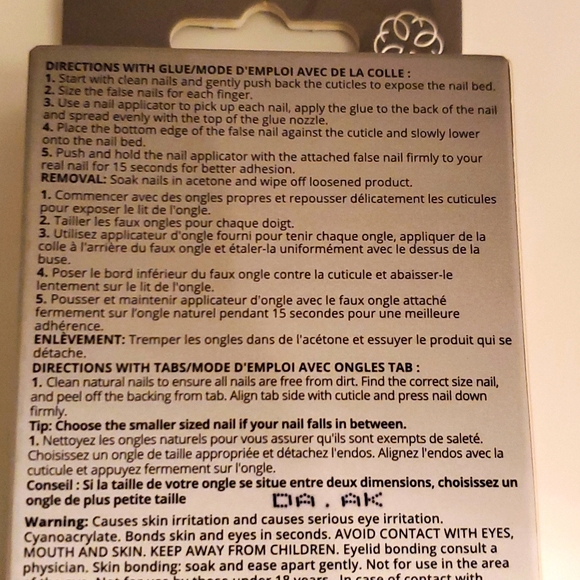 DIRECTIONS WITH GLUE/MODE D'EMPLOI AVEC DE LA COLLE :
1. Start with clean nails and gently push back the cuticles to expose the nail bed.
2. Size the false nails for each finger.
3. Use a nail applicator to pick up each nail, apply the glue to the back of the nail
and spread evenly with the top of the glue nozzle.
4. Place the bottom edge of the false nail against the cuticle and slowly lower
onto the nail bed.
5. Push and hold the nail applicator with the attached false nail firmly to your
real nail for 15 seconds for better adhesion.
REMOVAL: Soak nails in acetone and wipe off loosened product.
1. Commencer avec des ongles propres et repousser délicatement les cuticules
pour exposer le lit de l'ongle.
2. Tailler les faux ongles pour chaque doigt.
3. Utilisez applicateur d'ongle fourni pour tenir chaque ongle, appliquer de la
colle à l'arrière du faux ongle et étaler-la uniformément avec le dessus de la
buse.
4. Poser le bord inférieur du faux ongle contre la cuticule et abaisser-le
lentement sur le lit de l'ongle.
5. Pousser et maintenir applicateur d'ongle avec le faux ongle attaché
fermement sur l'ongle naturel pendant 15 secondes pour une meilleure
adhérence.
ENLÈVEMENT: Tremper les ongles dans de l'acétone et essuyer le produit qui se
détache.
DIRECTIONS WITH TABS/MODE D'EMPLOI AVEC ONGLES TAB :
1. Clean natural nails to ensure all nails are free from dirt. Find the correct size nail,
and peel off the backing from tab. Align tab side with cuticle and press nail down
firmly.
Tip: Choose the smaller sized nail if your nail falls in between.
1. Nettoyez les ongles naturels pour vous assurer qu'ils sont exempts de saleté.
Choisissez un ongle de taille appropriée et détachez l'endos. Alignez l'endos avec la
cuticule et appuyez fermement sur l'ongle.
Conseil : Si la taille de votre ongle se situe entre deux dimensions, choisissez un
ongle de plus petite taille
DA.AK
Warning: Causes skin irritation and causes serious eye irritation.
Cyanoacrylate. Bonds skin and eyes in seconds. AVOID CONTACT WITH EYES,
MOUTH AND SKIN. KEEP AWAY FROM CHILDREN. Eyelid bonding consult a
physician. Skin bonding: soak and ease apart gently. Not for use in the area